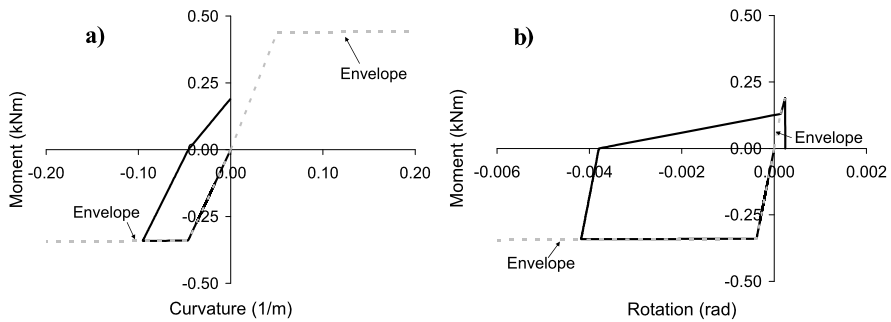 a)
0.50
0.25
0.00
-0.25
-0.50
-0.20
-0.10
0.00
0.10
0.20
Envelope
Envelope
Moment (kNm)
Curvature (1/m)
b)
0.50
0.25
0.00
-0.25
-0.50
-0.006
-0.004
-0.002
0.000
0.002
Envelope
Envelope
Moment (kNm)
Rotation (rad)